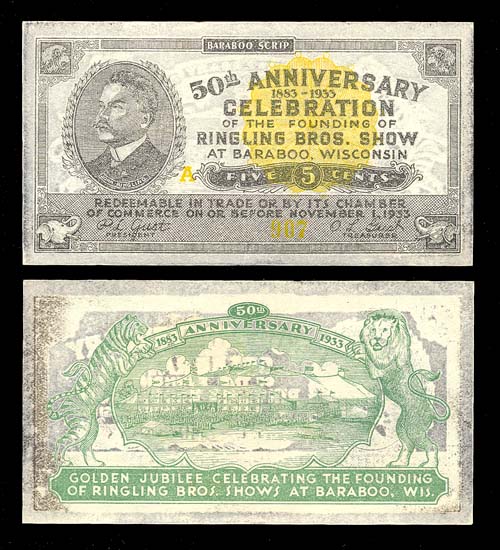 BARABOO SCRIP
50th ANNIVERSARY
1883-1933
CELEBRATION
OF THE FOUNDING OF
RINGLING BROS. SHOW
AT BARABOO, WISCONSIN
A
FIVE 5 CENTS
REDEEMABLE IN TRADE OR BY ITS CHAMBER
OF COMMERCE ON OR BEFORE NOVEMBER 1, 1933
PRESIDENT
907
TREASURER
50th
1883 ANNIVERSARY 1933
GOLDEN JUBILEE CELEBRATING THE FOUNDING
OF RINGLING BROS. SHOWS AT BARABOO, WIS.